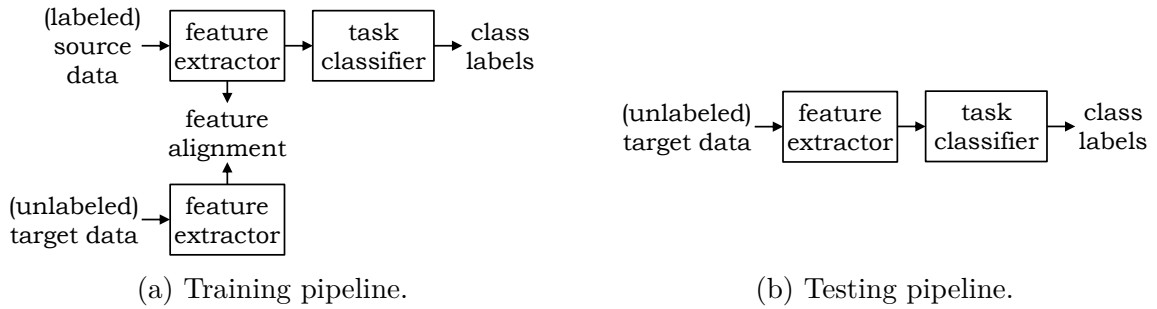 (labeled)
source
data
feature
extractor
task
classifier
class
labels
feature
alignment
(unlabeled)
target data
feature
extractor
(a) Training pipeline.
(unlabeled)
target data
feature
extractor
task
classifier
class
labels
(b) Testing pipeline.